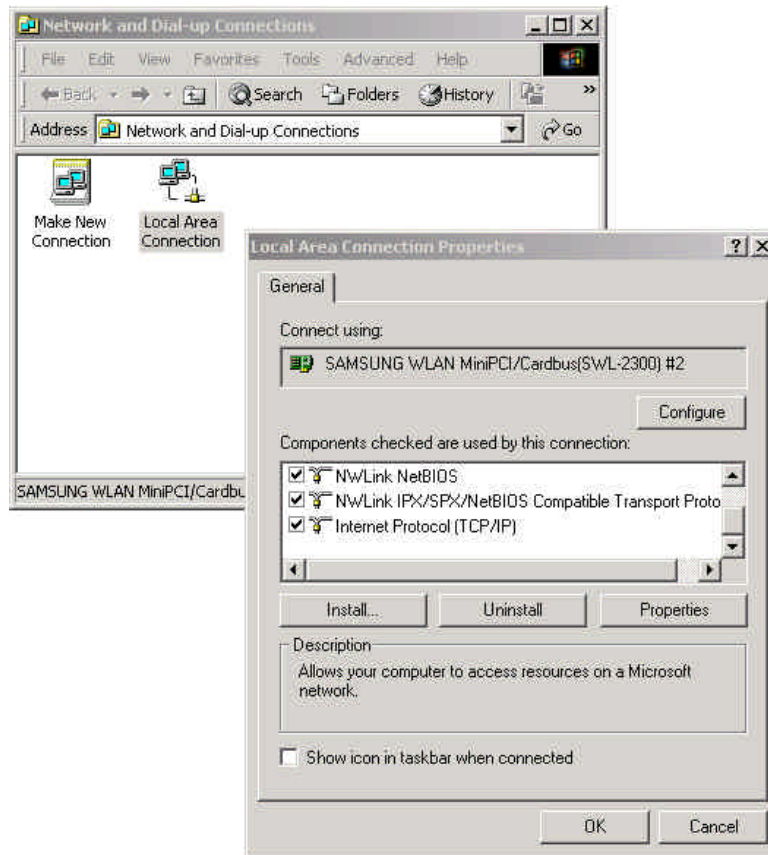 Network and Dial-up Connections
File Edit View Favorites Tools Advanced Help
Back Search Folders History »
Address Network and Dial-up Connections Go
Make New Connection
Local Area Connection
SAMSUNG WLAN MiniPCI/Cardbu
Local Area Connection Properties
General
Connect using:
SAMSUNG WLAN MiniPCI/Cardbus(SWL-2300) #2
Configure
Components checked are used by this connection:
NWLink NetBIOS
NWLink IPX/SPX/NetBIOS Compatible Transport Proto
Internet Protocol (TCP/IP)
Install... Uninstall Properties
Description
Allows your computer to access resources on a Microsoft
network.
Show icon in taskbar when connected
OK Cancel